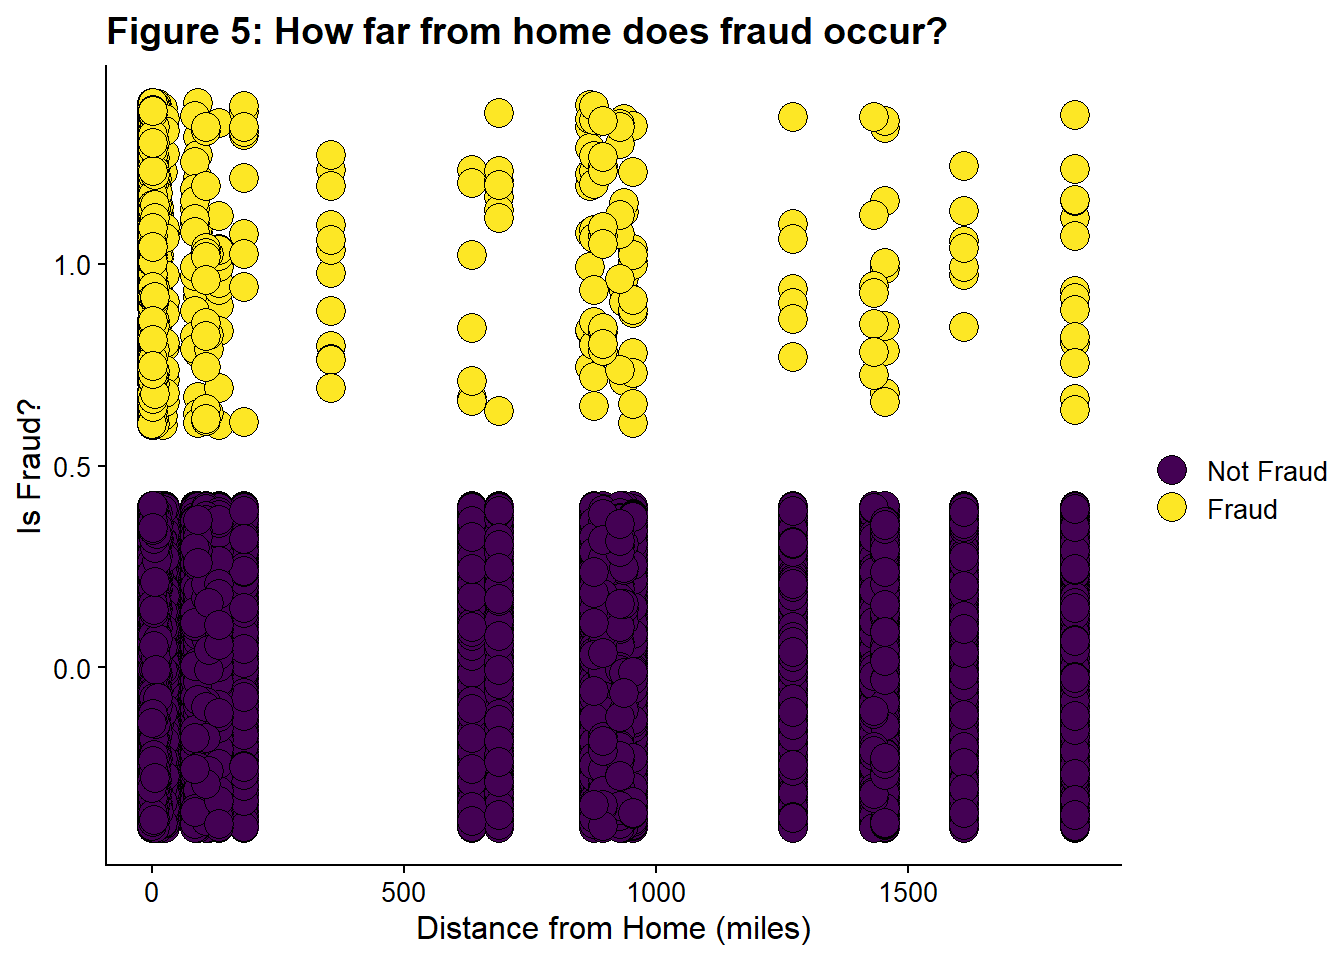 Figure 5: How far from home does fraud occur?
Is Fraud?
1.0
0.5
0.0
0
500
1000
1500
Distance from Home (miles)
Not Fraud
Fraud